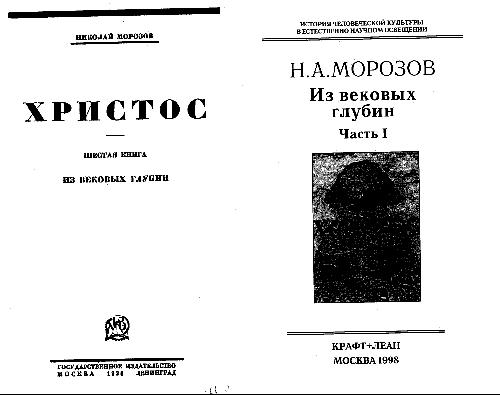 НИКОЛАЙ МОРОЗОВ
ХРИСТОС
ШЕСТАЯ КНИГА
ИЗ ВЕКОВЫХ ГЛУБИН
ГОСУДАРСТВЕННОЕ ИЗДАТЕЛЬСТВО
МОСКВА 1930 ЛЕНИНГРАД
ИСТОРИЯ ЧЕЛОВЕЧЕСКОЙ КУЛЬТУРЫ
В ЕСТЕСТВЕННО НАУЧНОМ ОСВЕЩЕНИИ
Н.А.МОРОЗОВ
Из вековых
глубин
Часть I
КРАФТ+ЛЕАН
МОСКВА 1998